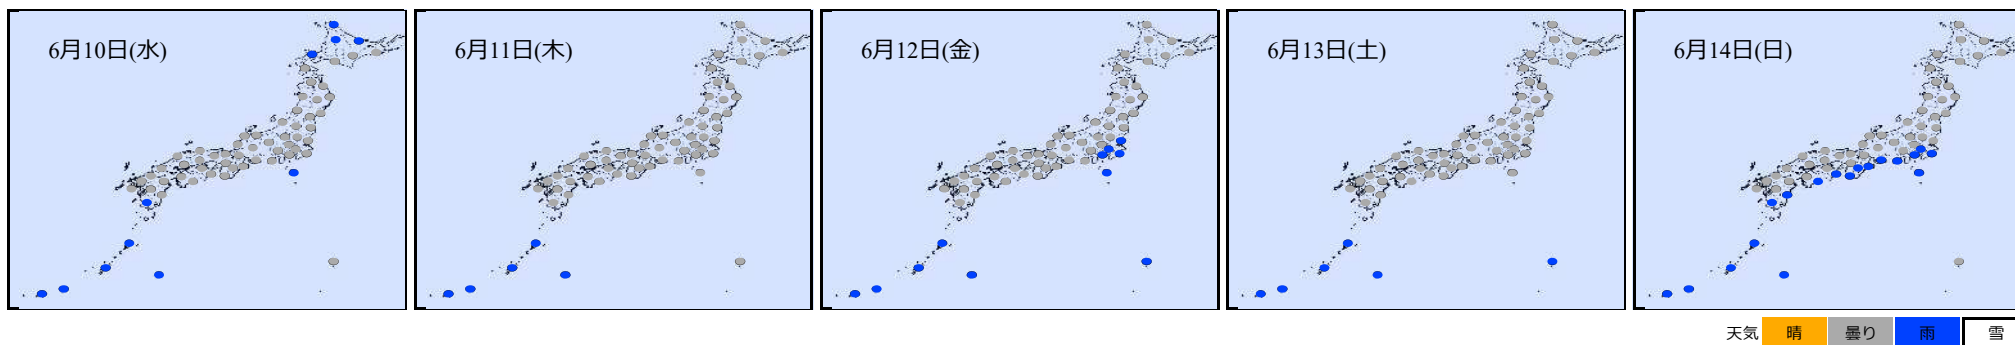 6月10日(水)
6月11日(木)
6月12日(金)
6月13日(土)
6月14日(日)
天気 晴 曇り 雨 雪